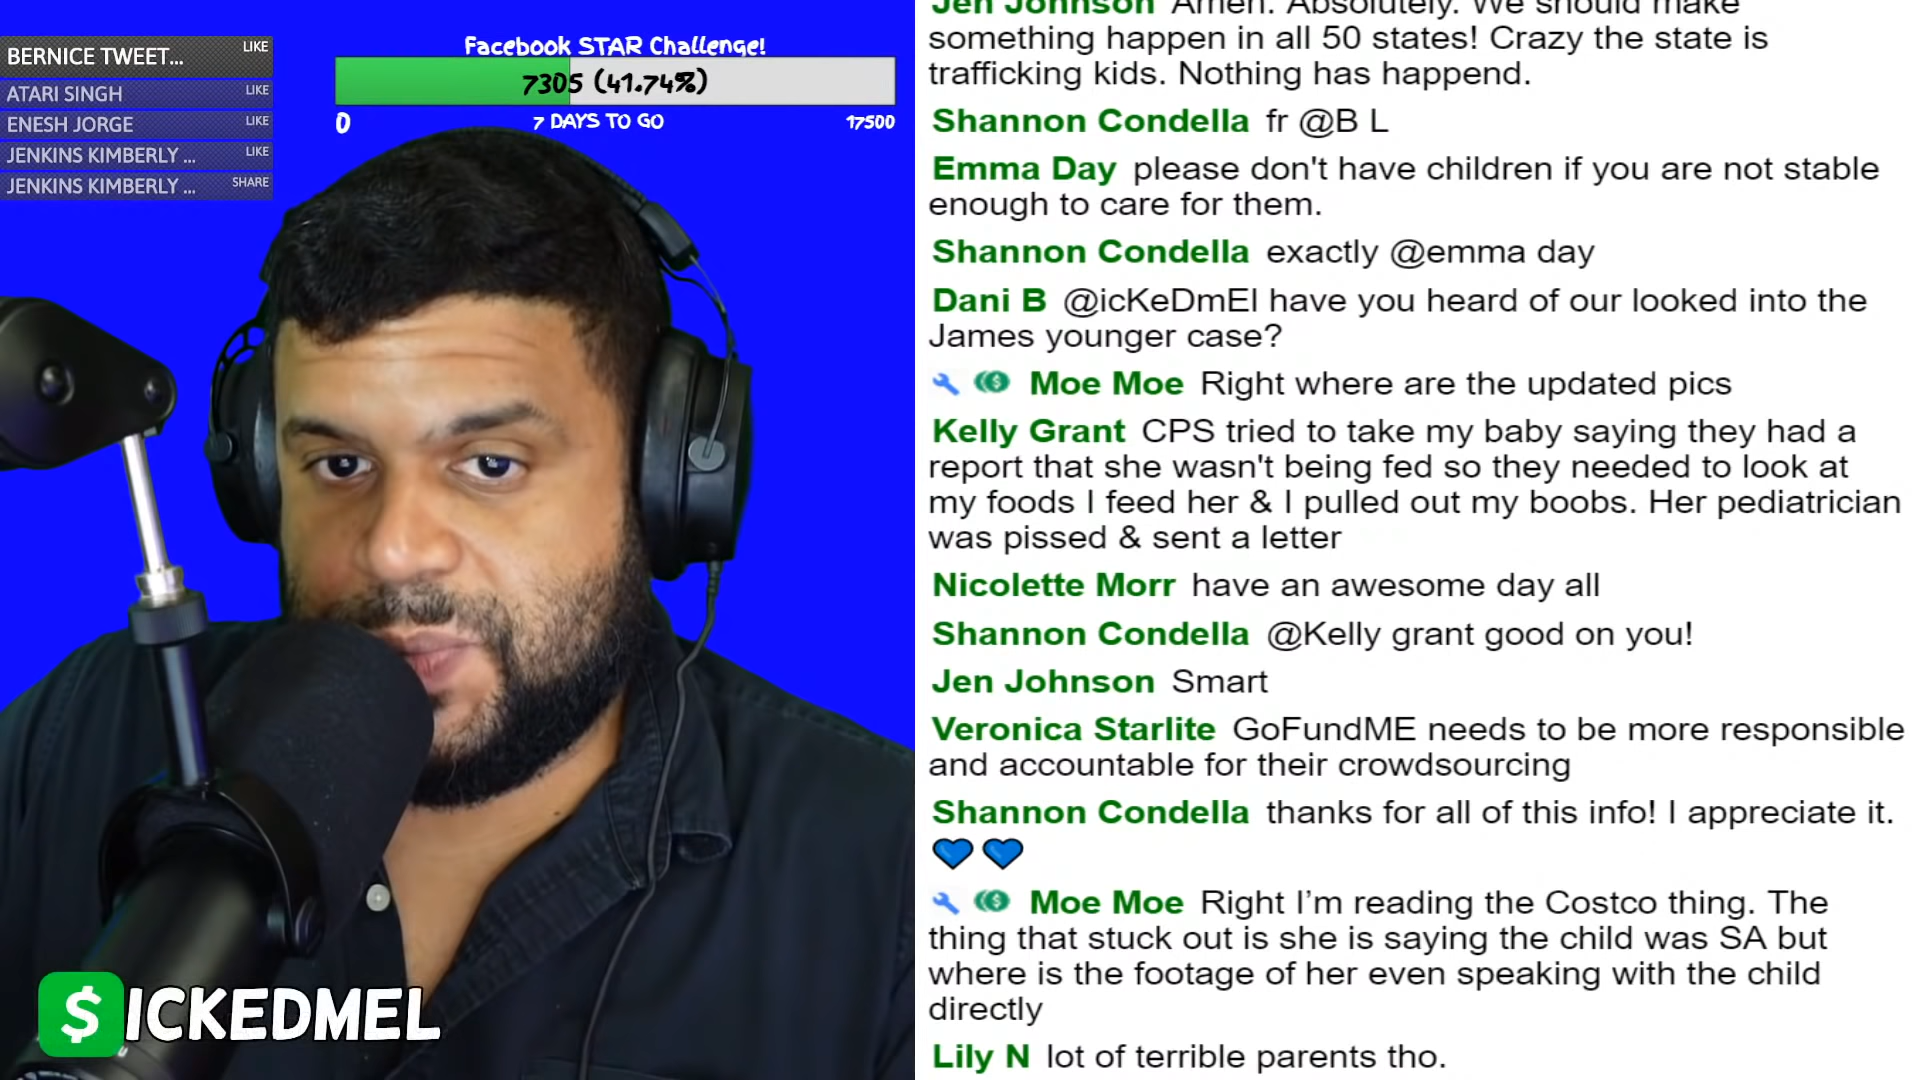 BERNICE TWEET... LIKE
ATARI SINGH LIKE
ENESH JORGE LIKE
JENKINS KIMBERLY ... LIKE
JENKINS KIMBERLY ... SHARE
Facebook STAR Challenge!
7305 (41.74%)
0 7 DAYS TO GO 17500
$ICKEDMEL
Jen Johnson Amen. Absolutely. We should make
something happen in all 50 states! Crazy the state is
trafficking kids. Nothing has happend.
Shannon Condella fr @B L
Emma Day please don't have children if you are not stable
enough to care for them.
Shannon Condella exactly @emma day
Dani B @icKeDmEl have you heard of our looked into the
James younger case?
Moe Moe Right where are the updated pics
Kelly Grant CPS tried to take my baby saying they had a
report that she wasn't being fed so they needed to look at
my foods I feed her & I pulled out my boobs. Her pediatrician
was pissed & sent a letter
Nicolette Morr have an awesome day all
Shannon Condella @Kelly grant good on you!
Jen Johnson Smart
Veronica Starlite GoFundME needs to be more responsible
and accountable for their crowdsourcing
Shannon Condella thanks for all of this info! I appreciate it.
💙 💙
Moe Moe Right I’m reading the Costco thing. The
thing that stuck out is she is saying the child was SA but
where is the footage of her even speaking with the child
directly
Lily N lot of terrible parents tho.